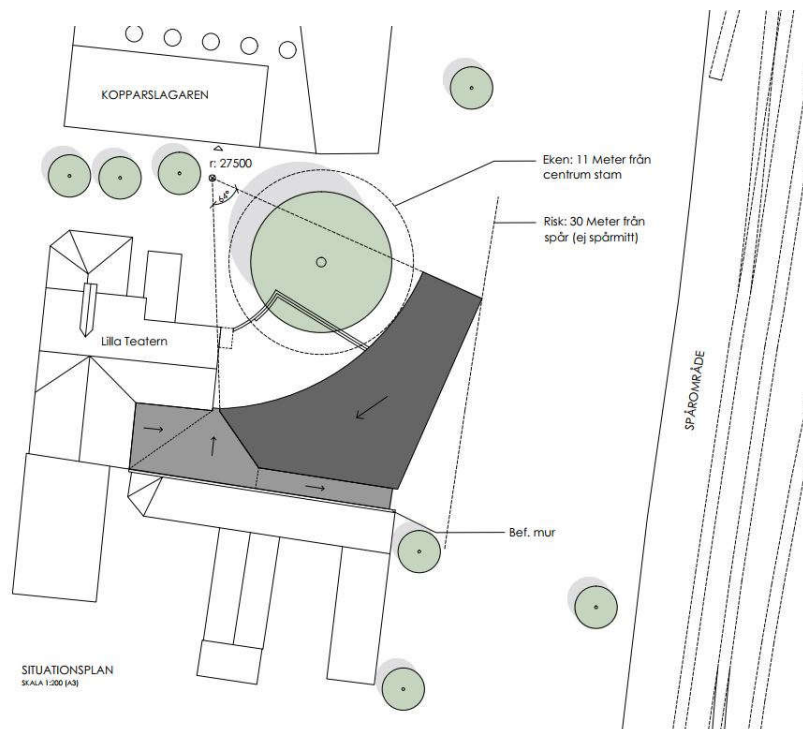 KOPPARSLAGAREN
r: 27500
Eken: 11 Meter från
centrum stam
Risk: 30 Meter från
spår (ej spårmitt)
Lilla Teatern
SPÅROMRÅDE
Bef. mur
SITUATIONSPLAN
SKALA 1:200 (A3)